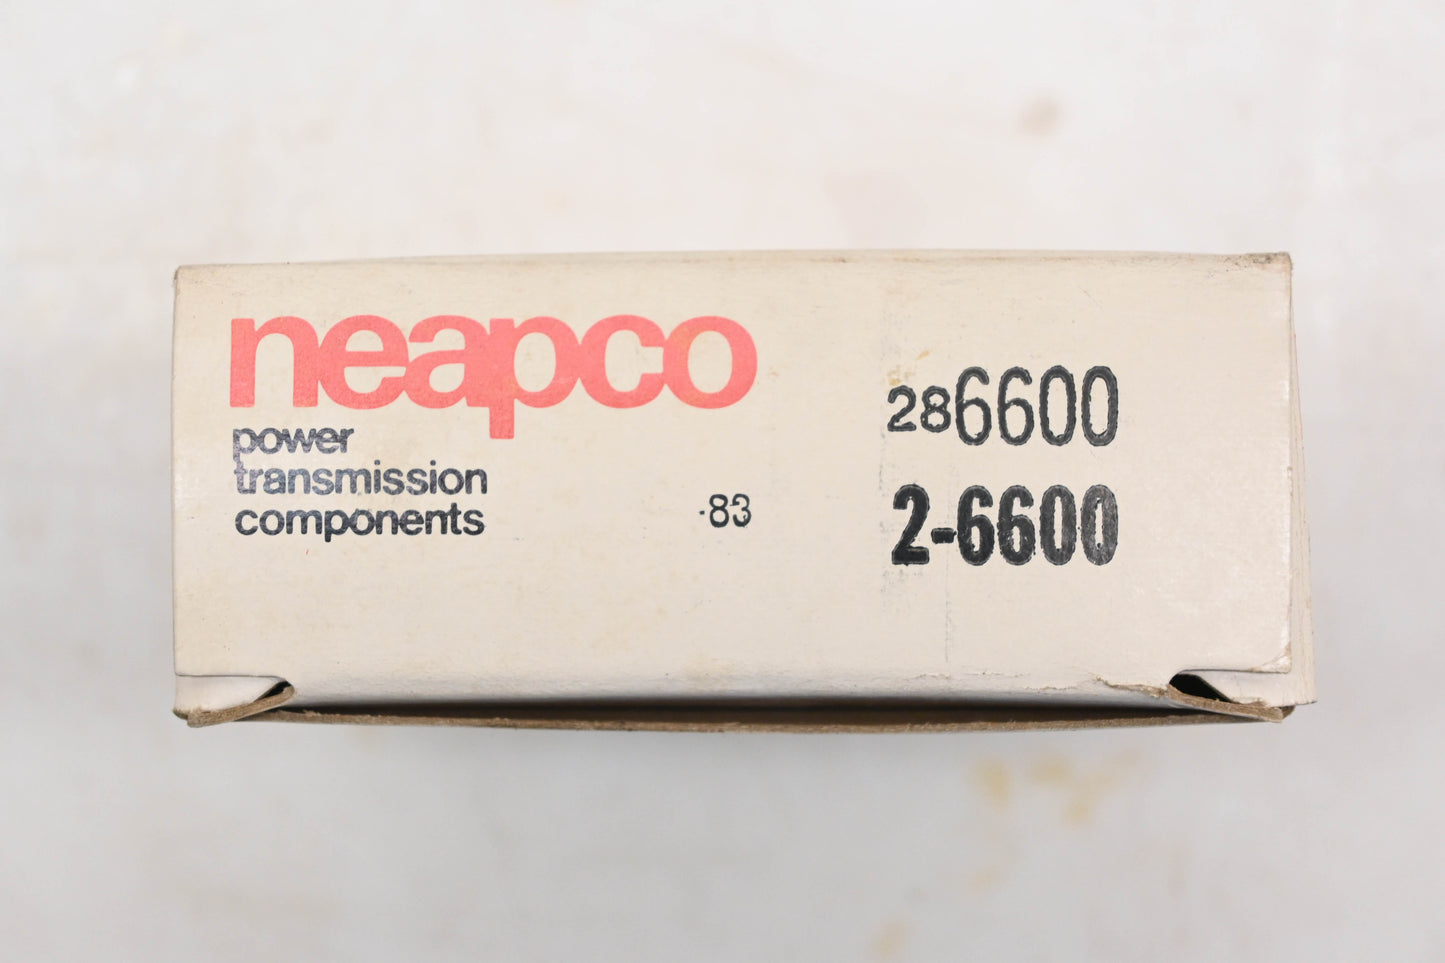 neapco
power
transmission
components
·83
286600
2-6600